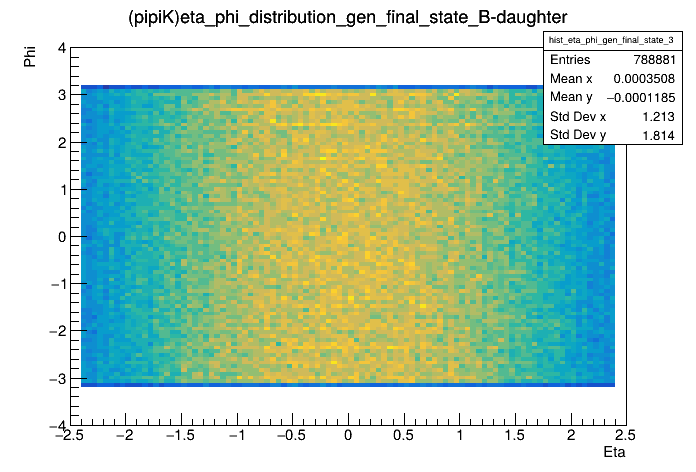 (pipiK)eta_phi_distribution_gen_final_state_B-daughter
hist_eta_phi_gen_final_state_3
Entries 788881
Mean x 0.0003508
Mean y −0.0001185
Std Dev x 1.213
Std Dev y 1.814
Phi
4
3
2
1
0
−1
−2
−3
−4
−2.5 −2 −1.5 −1 −0.5 0 0.5 1 1.5 2 2.5
Eta